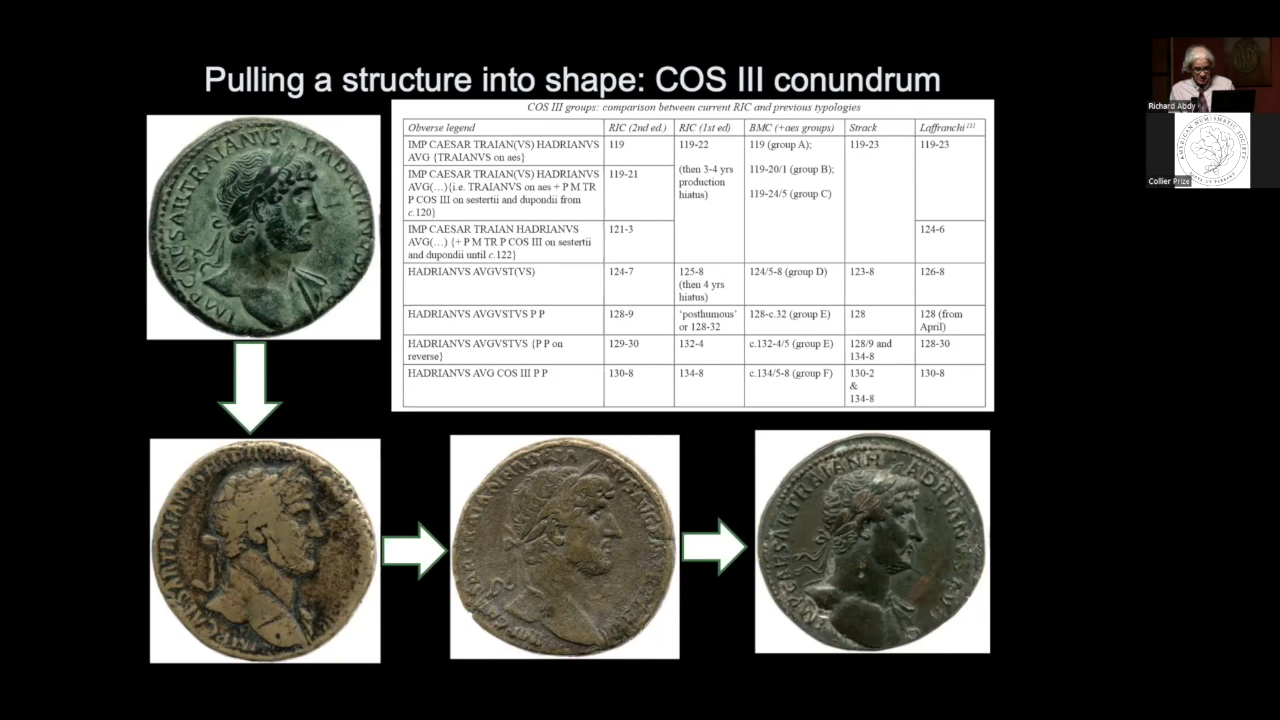 Pulling a structure into shape: COS III conundrum
COS III groups: comparison between current RIC and previous typologies
Obverse legend RIC (2nd ed.) RIC (1st ed) BMC (+aes groups) Strack Laffranchi 151
IMP CAESAR TRAIAN(VS) HADRIANVS AVG {TRAIANVS on aes} 119 119-22 119 (group A); 119-23 119-23
IMP CAESAR TRAIAN(VS) HADRIANVS AVG(…){i.e. TRAIANVS on aes + P M TR P COS III on sestertii and dupondii from c.120} 119-21 (then 3-4 yrs production hiatus) 119-20/1 (group B); 119-24/5 (group C)
IMP CAESAR TRAIAN HADRIANVS AVG(…) {+ P M TR P COS III on sestertii and dupondii until c.122} 121-3 124-6
HADRIANVS AVGVST(VS) 124-7 125-8 (then 4 yrs hiatus) 124/5-8 (group D) 123-8 126-8
HADRIANVS AVGVSTVS P P 128-9 ‘posthumous’ or 128-32 128-c.32 (group E) 128 128 (from April)
HADRIANVS AVGVSTVS {P P on reverse} 129-30 132-4 c.132-4/5 (group E) 128/9 and 134-8 128-30
HADRIANVS AVG COS III P P 130-8 134-8 c.134/5-8 (group F) 130-2 & 134-8 130-8
Richard Abdy
Collier Prize